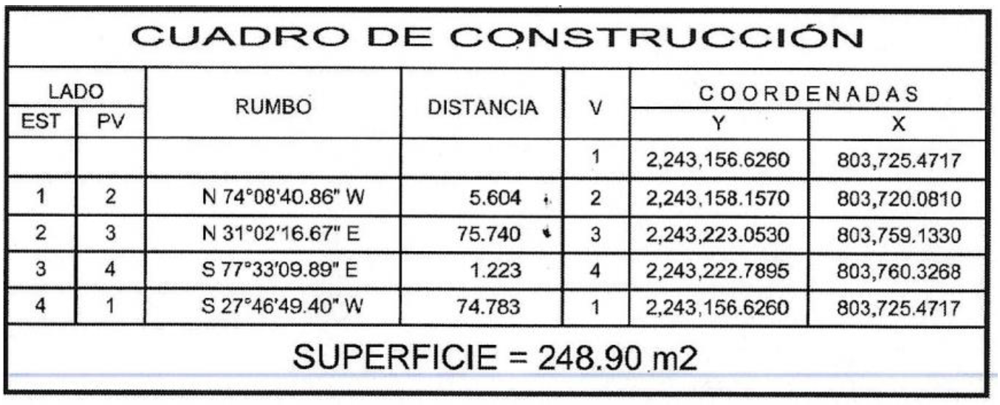 CUADRO DE CONSTRUCCIÓN
LADO RUMBO DISTANCIA V COORDENADAS
EST PV Y X
1 2,243,156.6260 803,725.4717
1 2 N 74°08'40.86" W 5.604 2 2,243,158.1570 803,720.0810
2 3 N 31°02'16.67" E 75.740 3 2,243,223.0530 803,759.1330
3 4 S 77°33'09.89" E 1.223 4 2,243,222.7895 803,760.3268
4 1 S 27°46'49.40" W 74.783 1 2,243,156.6260 803,725.4717
SUPERFICIE = 248.90 m2